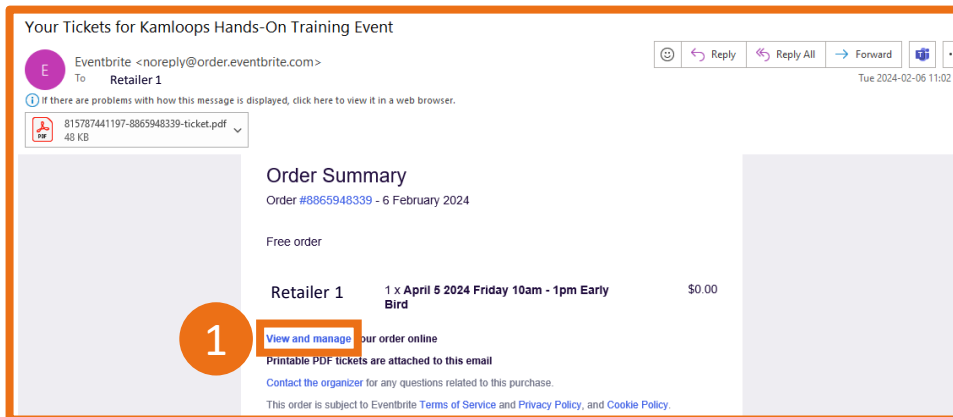 Your Tickets for Kamloops Hands-On Training Event
E
Eventbrite <noreply@order.eventbrite.com>
To Retailer 1
Reply
Reply All
Forward
Tue 2024-02-06 11:02
If there are problems with how this message is displayed, click here to view it in a web browser.
815787441197-8865948339-ticket.pdf
48 KB
Order Summary
Order #8865948339 - 6 February 2024
Free order
Retailer 1
1 x April 5 2024 Friday 10am - 1pm Early
Bird
$0.00
1
View and manage our order online
Printable PDF tickets are attached to this email
Contact the organizer for any questions related to this purchase.
This order is subject to Eventbrite Terms of Service and Privacy Policy, and Cookie Policy.